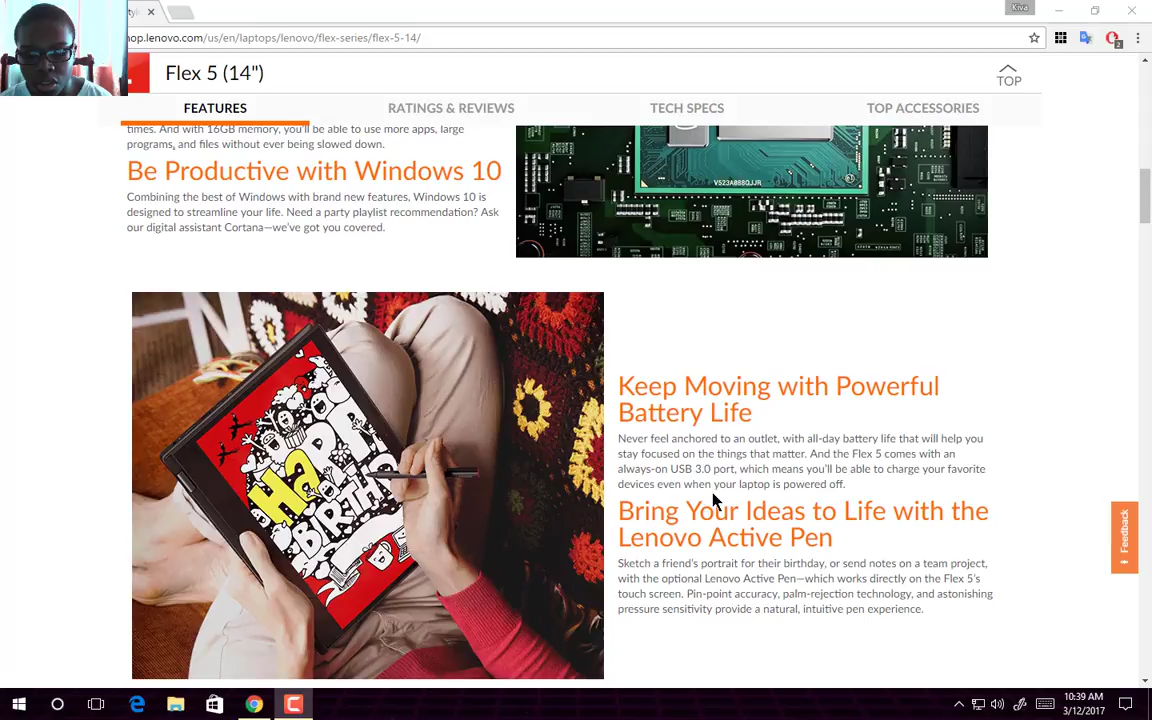 Kiva
hop.lenovo.com/us/en/laptops/lenovo/flex-series/flex-5-14/
Flex 5 (14")
TOP
FEATURES
RATINGS & REVIEWS
TECH SPECS
TOP ACCESSORIES
times. And with 16GB memory, you'll be able to use more apps, large
programs, and files without ever being slowed down.
Be Productive with Windows 10
Combining the best of Windows with brand new features, Windows 10 is
designed to streamline your life. Need a party playlist recommendation? Ask
our digital assistant Cortana—we've got you covered.
HaPPY
BIRTH
Keep Moving with Powerful
Battery Life
Never feel anchored to an outlet, with all-day battery life that will help you
stay focused on the things that matter. And the Flex 5 comes with an
always-on USB 3.0 port, which means you'll be able to charge your favorite
devices even when your laptop is powered off.
Bring Your Ideas to Life with the
Lenovo Active Pen
Sketch a friend's portrait for their birthday, or send notes on a team project,
with the optional Lenovo Active Pen—which works directly on the Flex 5's
touch screen. Pin-point accuracy, palm-rejection technology, and astonishing
pressure sensitivity provide a natural, intuitive pen experience.
Feedback
10:39 AM
3/12/2017